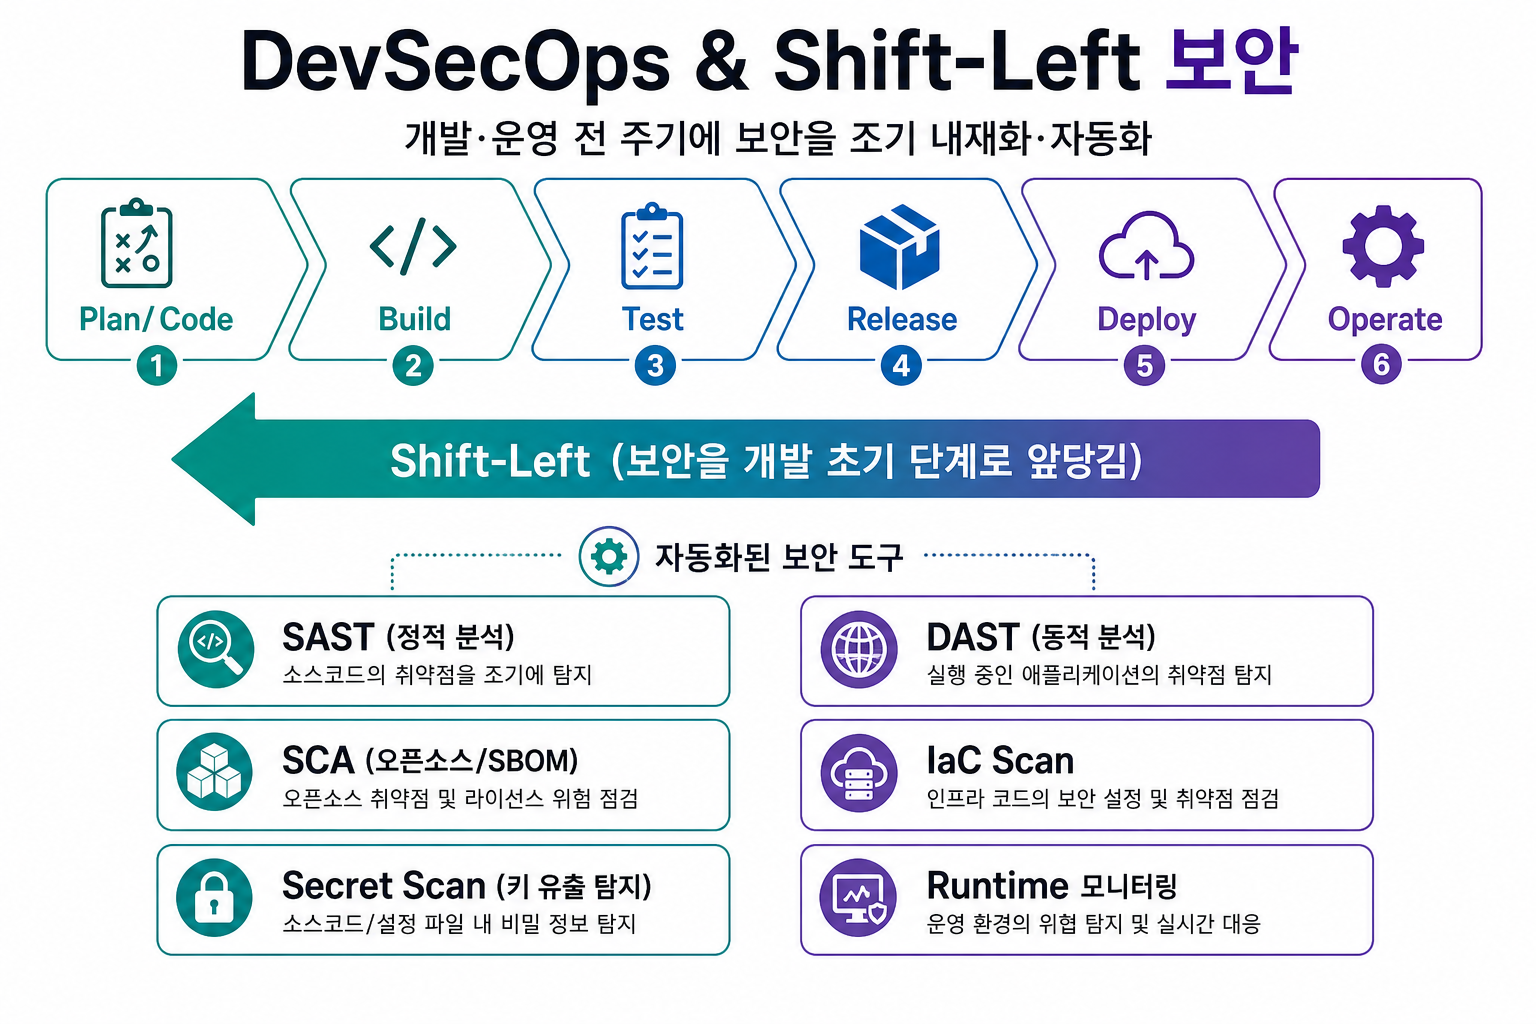 DevSecOps & Shift-Left 보안
개발·운영 전 주기에 보안을 조기 내재화·자동화
Plan/Code
1
</>
Build
2
Test
3
Release
4
Deploy
5
Operate
6
Shift-Left (보안을 개발 초기 단계로 앞당김)
자동화된 보안 도구
</>
SAST (정적 분석)
소스코드의 취약점을 조기에 탐지
SCA (오픈소스/SBOM)
오픈소스 취약점 및 라이선스 위험 점검
Secret Scan (키 유출 탐지)
소스코드/설정 파일 내 비밀 정보 탐지
DAST (동적 분석)
실행 중인 애플리케이션의 취약점 탐지
IaC Scan
인프라 코드의 보안 설정 및 취약점 점검
Runtime 모니터링
운영 환경의 위협 탐지 및 실시간 대응